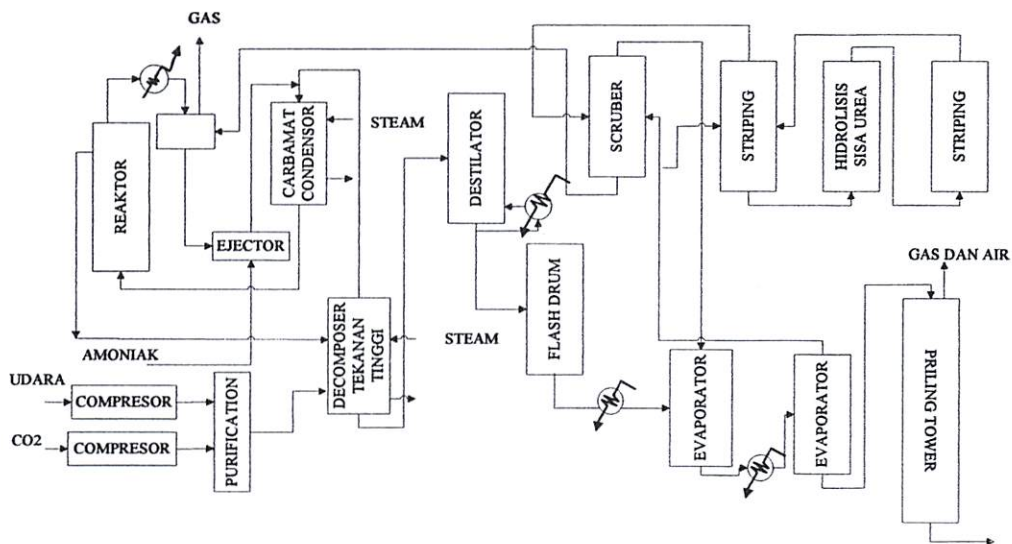 GAS
REAKTOR
CARBAMAT
CONDENSOR
STEAM
EJECTOR
DESTILATOR
SCRUBER
STRIPING
HIDROLISIS
SISA UREA
STRIPING
AMONIAK
UDARA
COMPRESOR
CO2
COMPRESOR
PURIFICATION
DECOMPOSER
TEKANAN
TINGGI
STEAM
FLASH DRUM
EVAPORATOR
EVAPORATOR
GAS DAN AIR
PRILING TOWER